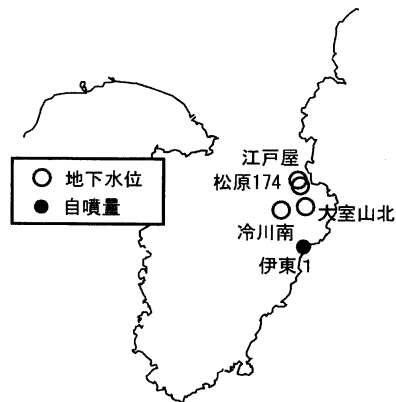 江戸屋
松原174
地下水位
自噴量
大室山北
冷川南
伊東1